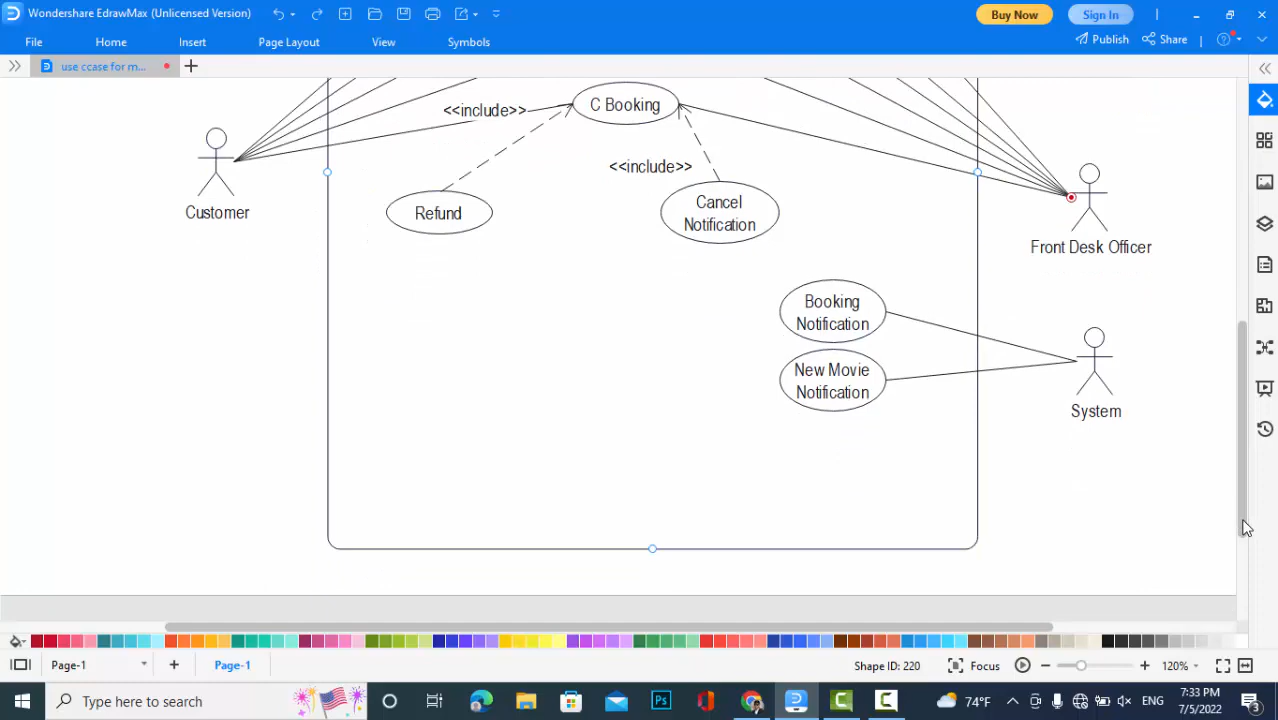 Wondershare EdrawMax (Unlicensed Version)
Buy Now
Sign In
File
Home
Insert
Page Layout
View
Symbols
Publish
Share
use ccase for m...
<<include>>
C Booking
<<include>>
Customer
Refund
Cancel
Notification
Front Desk Officer
Booking
Notification
New Movie
Notification
System
Page-1
Page-1
Shape ID: 220
Focus
120%
Type here to search
Ps
74°F
ENG
7:33 PM
7/5/2022
3